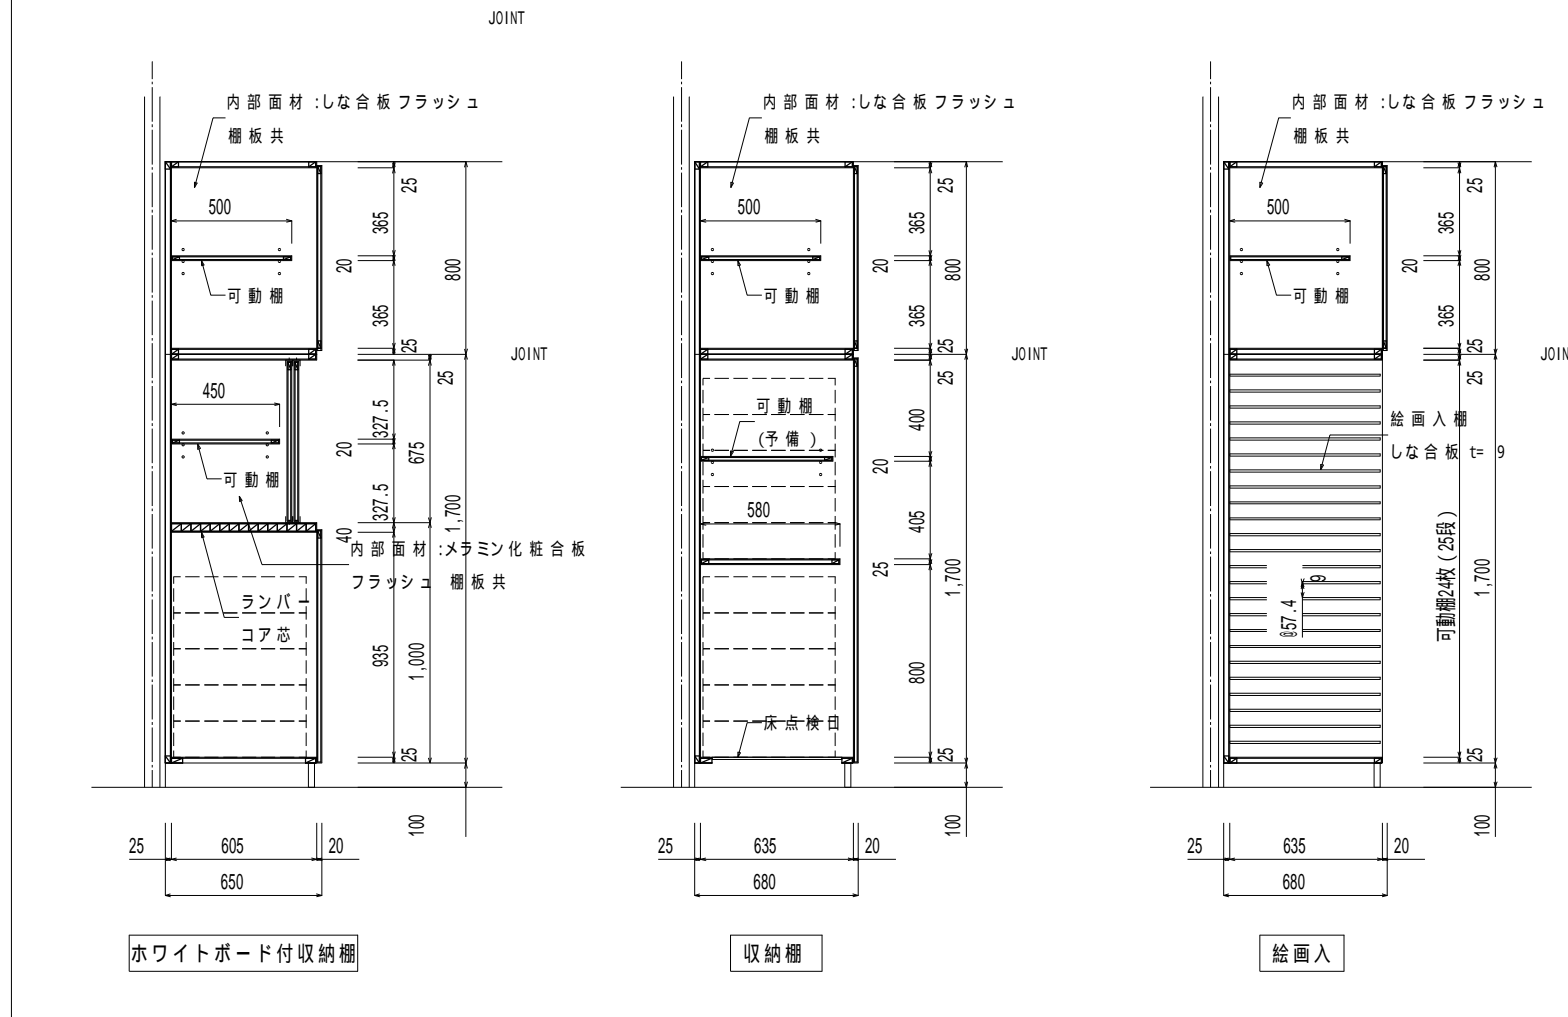 JOINT
内部面材:しな合板フラッシュ
棚板共
500
可動棚
25
365
20
365
25
800
JOINT
450
可動棚
25
327.5
20
675
327.5
1,700
40
内部面材:メラミン化粧合板
フラッシュ 棚板共
ランバー
コア芯
935
1,000
25
100
25
605
20
650
ホワイトボード付収納棚
内部面材:しな合板フラッシュ
棚板共
500
可動棚
25
365
20
365
25
800
JOINT
可動棚
(予備)
25
400
20
580
405
25
1,700
800
床点検口
25
100
25
635
20
680
収納棚
内部面材:しな合板フラッシュ
棚板共
500
可動棚
25
365
20
365
25
800
JOIN
25
絵画入棚
しな合板 t= 9
9
@57.4
可動棚24枚(25段)
1,700
25
100
25
635
20
680
絵画入